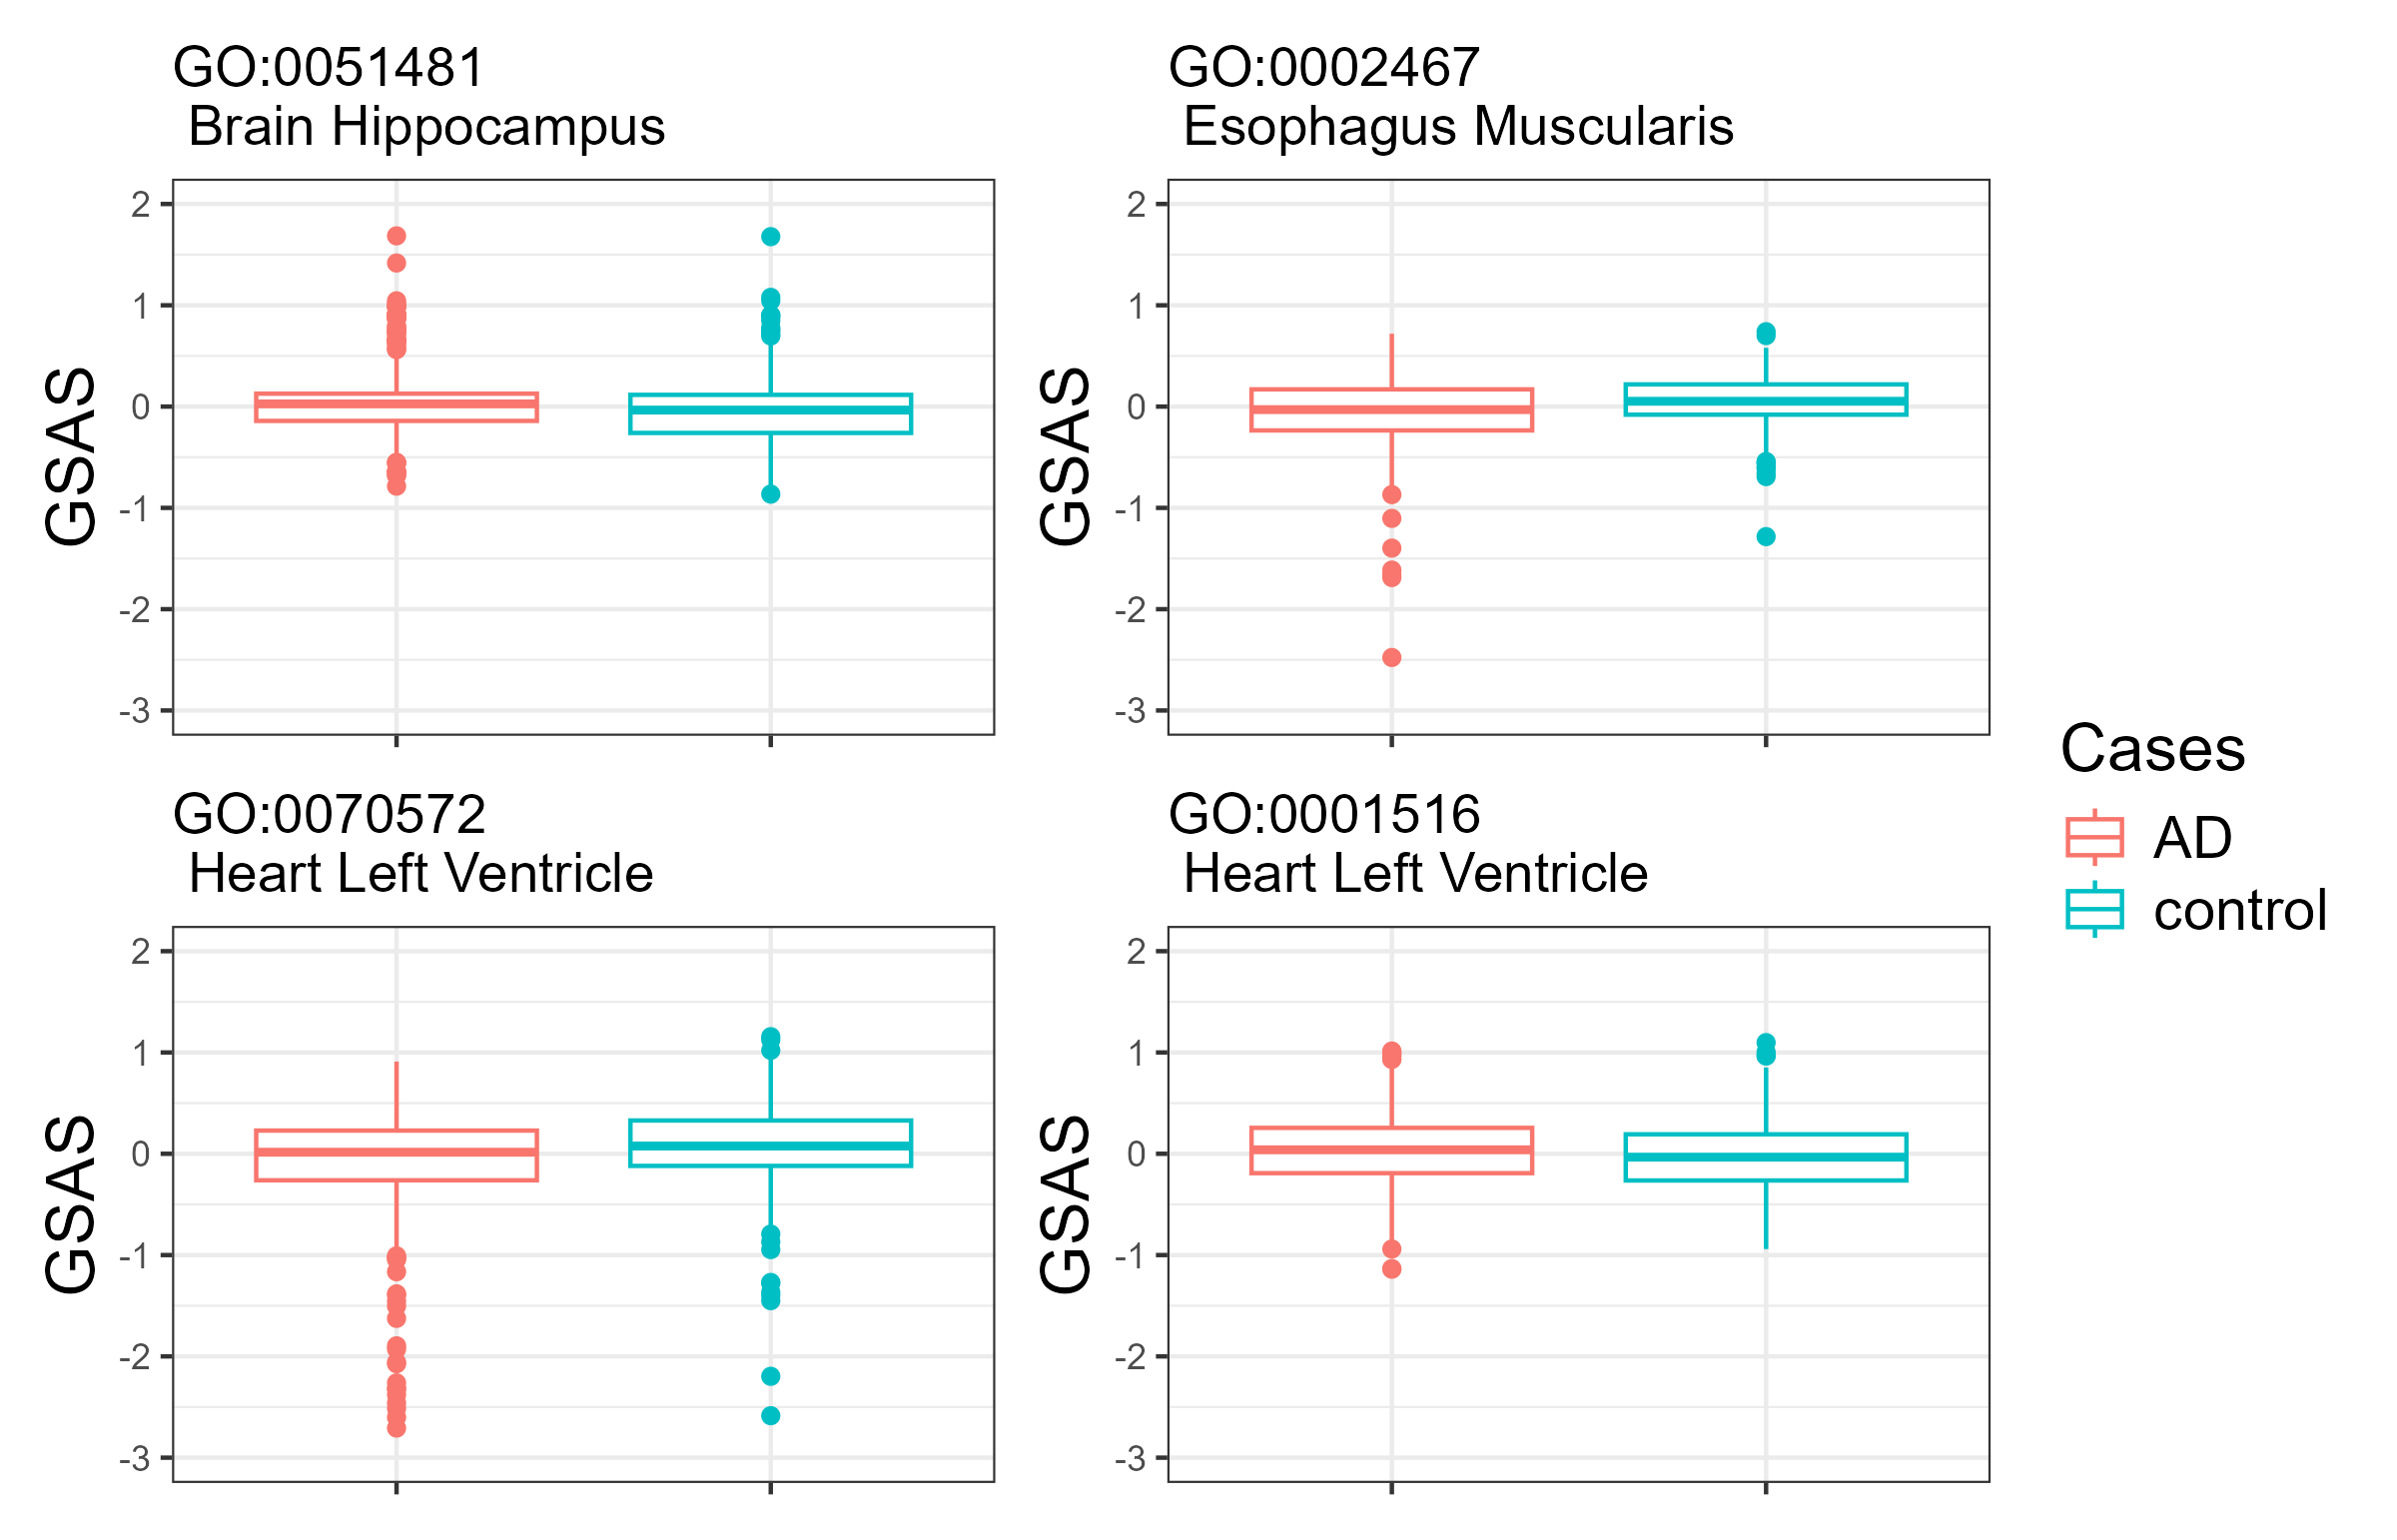 GO:0051481
Brain Hippocampus
GSAS
2
1
0
-1
-2
-3
GO:0002467
Esophagus Muscularis
GSAS
2
1
0
-1
-2
-3
GO:0070572
Heart Left Ventricle
GSAS
2
1
0
-1
-2
-3
GO:0001516
Heart Left Ventricle
GSAS
2
1
0
-1
-2
-3
Cases
AD
control